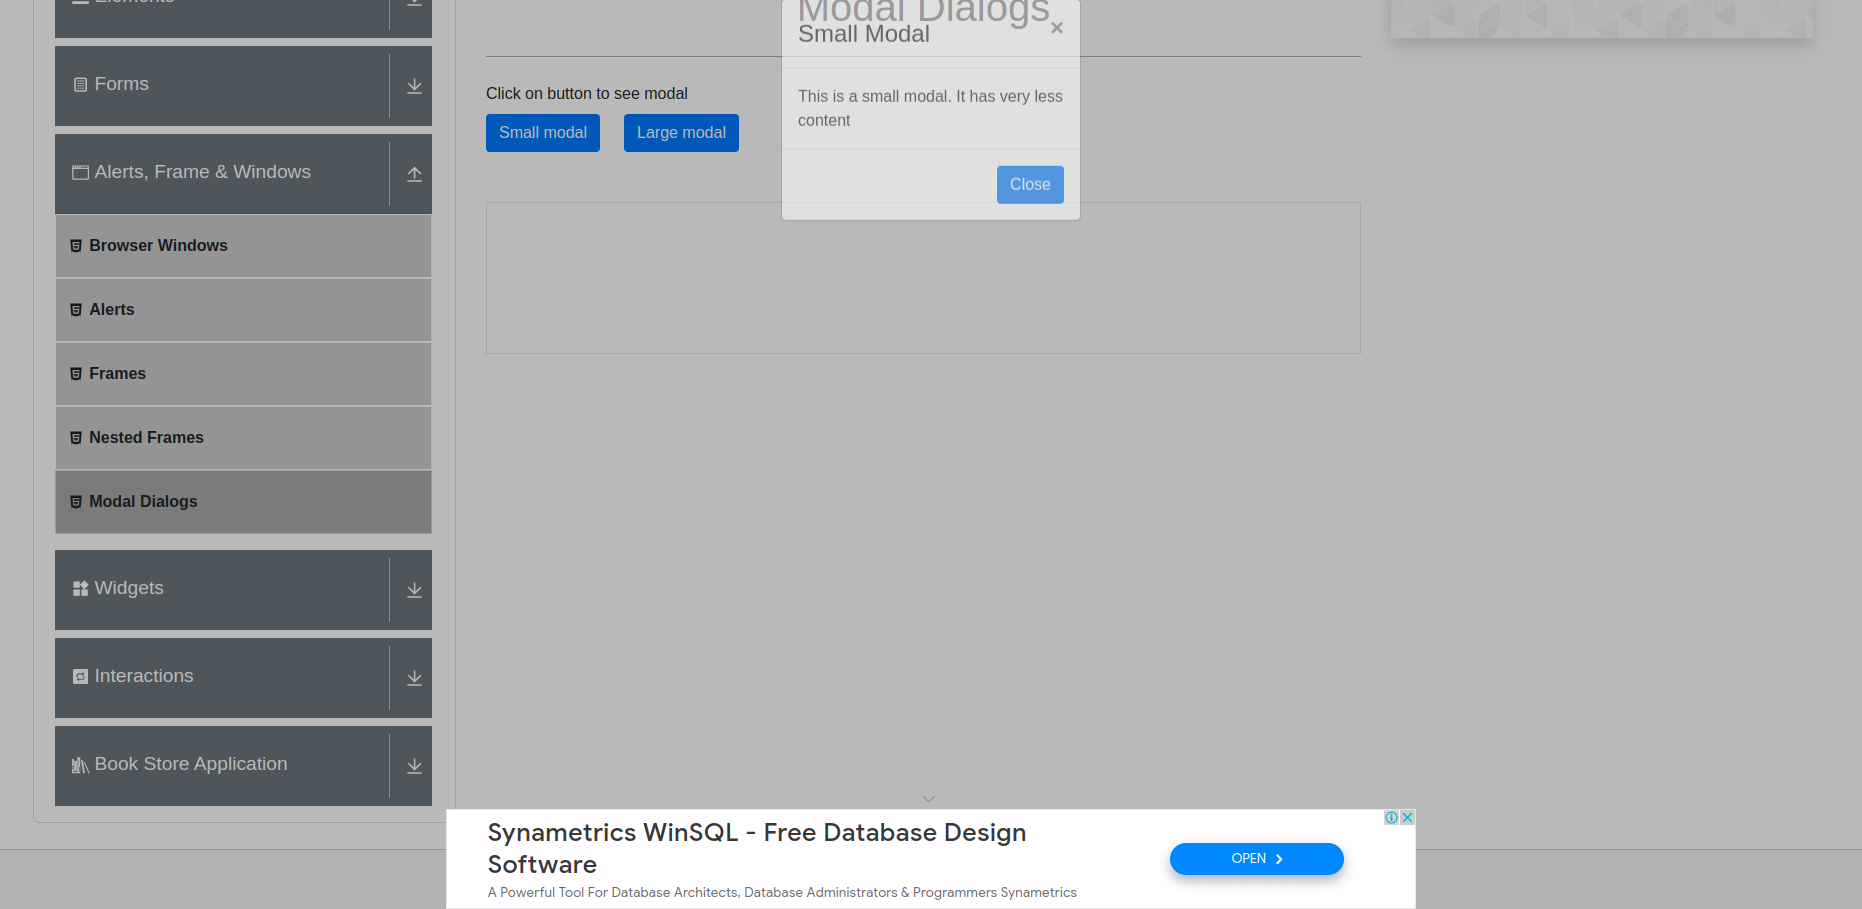 Elements
Forms
Alerts, Frame & Windows
Browser Windows
Alerts
Frames
Nested Frames
Modal Dialogs
Widgets
Interactions
Book Store Application
Modal Dialogs
Click on button to see modal
Small modal
Large modal
Small Modal
×
This is a small modal. It has very less
content
Close
Synametrics WinSQL - Free Database Design
Software
A Powerful Tool For Database Architects, Database Administrators & Programmers Synametrics
OPEN